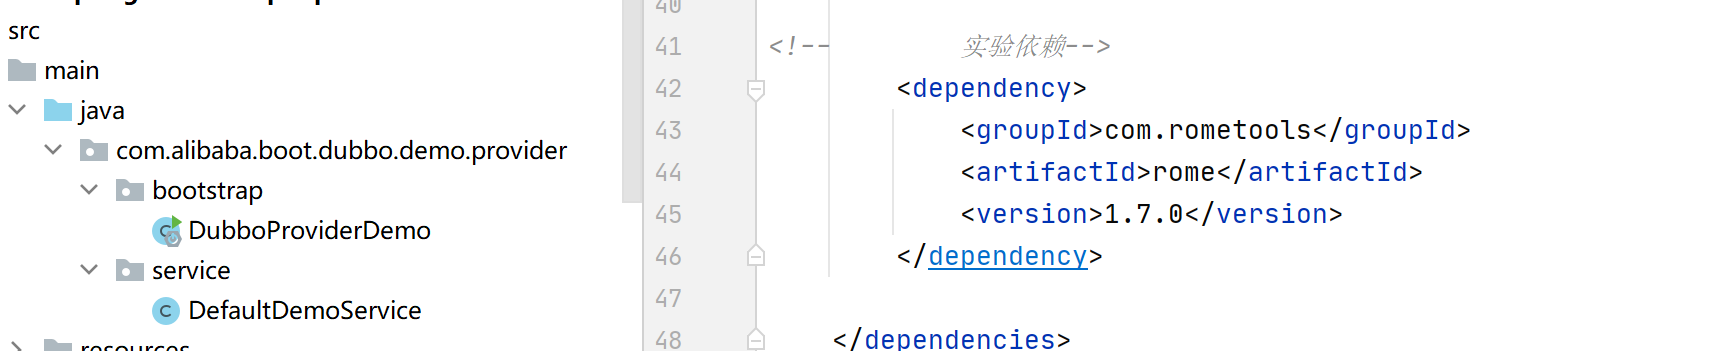 src
main
java
com.alibaba.boot.dubbo.demo.provider
bootstrap
DubboProviderDemo
service
DefaultDemoService
resources
40
41 <!-- 实验依赖-->
42 <dependency>
43 <groupId>com.rometools</groupId>
44 <artifactId>rome</artifactId>
45 <version>1.7.0</version>
46 </dependency>
47
48 </dependencies>